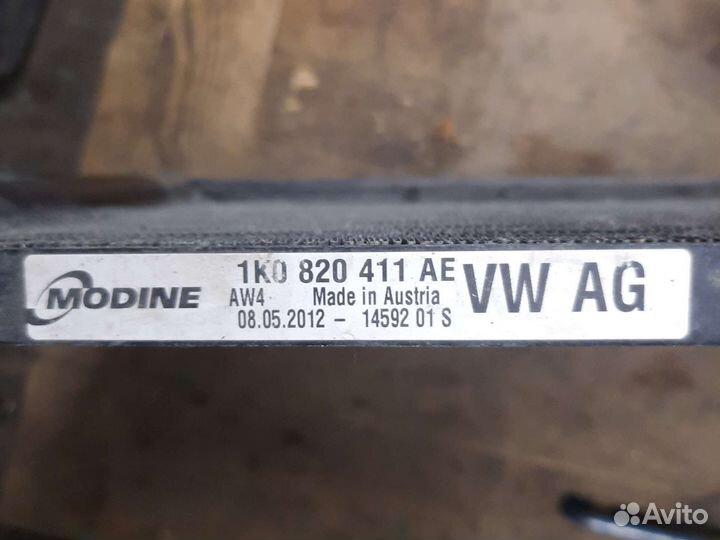 MODINE
1K0 820 411 AE
AW4 Made in Austria
08.05.2012 - 14592 01 S
VW AG
Avito